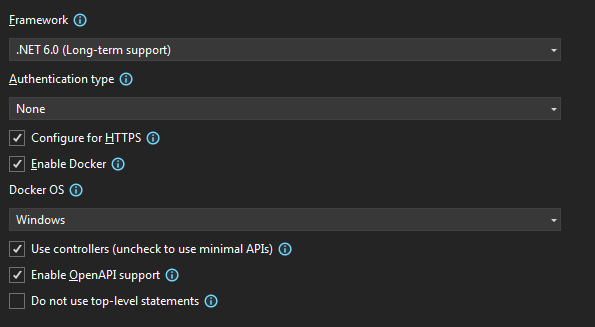 Framework
.NET 6.0 (Long-term support)
Authentication type
None
Configure for HTTPS
Enable Docker
Docker OS
Windows
Use controllers (uncheck to use minimal APIs)
Enable OpenAPI support
Do not use top-level statements